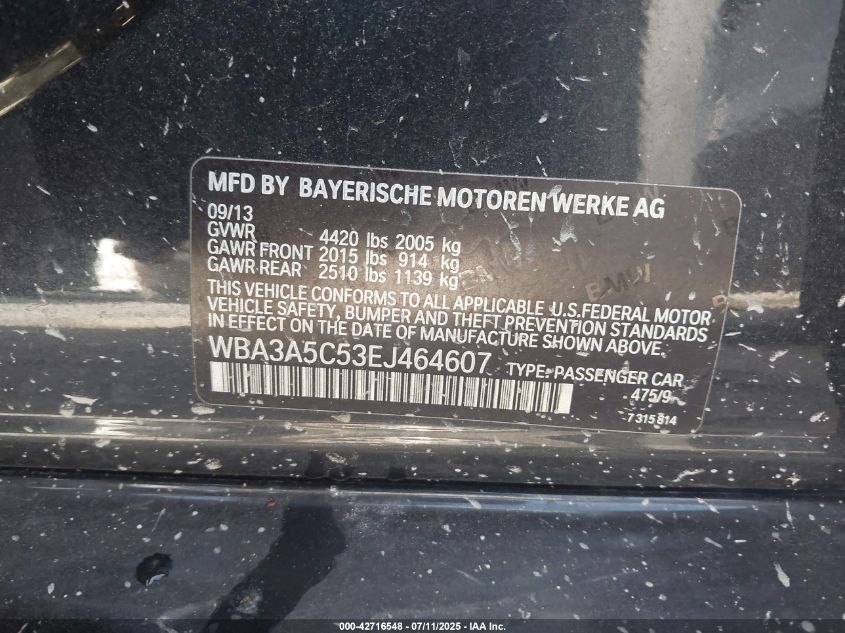 MFD BY BAYERISCHE MOTOREN WERKE AG
09/13
GVWR 4420 lbs 2005 kg
GAWR FRONT 2015 lbs 914 kg
GAWR REAR 2510 lbs 1139 kg
THIS VEHICLE CONFORMS TO ALL APPLICABLE U.S. FEDERAL MOTOR
VEHICLE SAFETY, BUMPER AND THEFT PREVENTION STANDARDS
IN EFFECT ON THE DATE OF MANUFACTURE SHOWN ABOVE.
WBA3A5C53EJ464607 TYPE: PASSENGER CAR
475/9
7 315 814
000-42716548 - 07/11/2025 - IAA Inc.